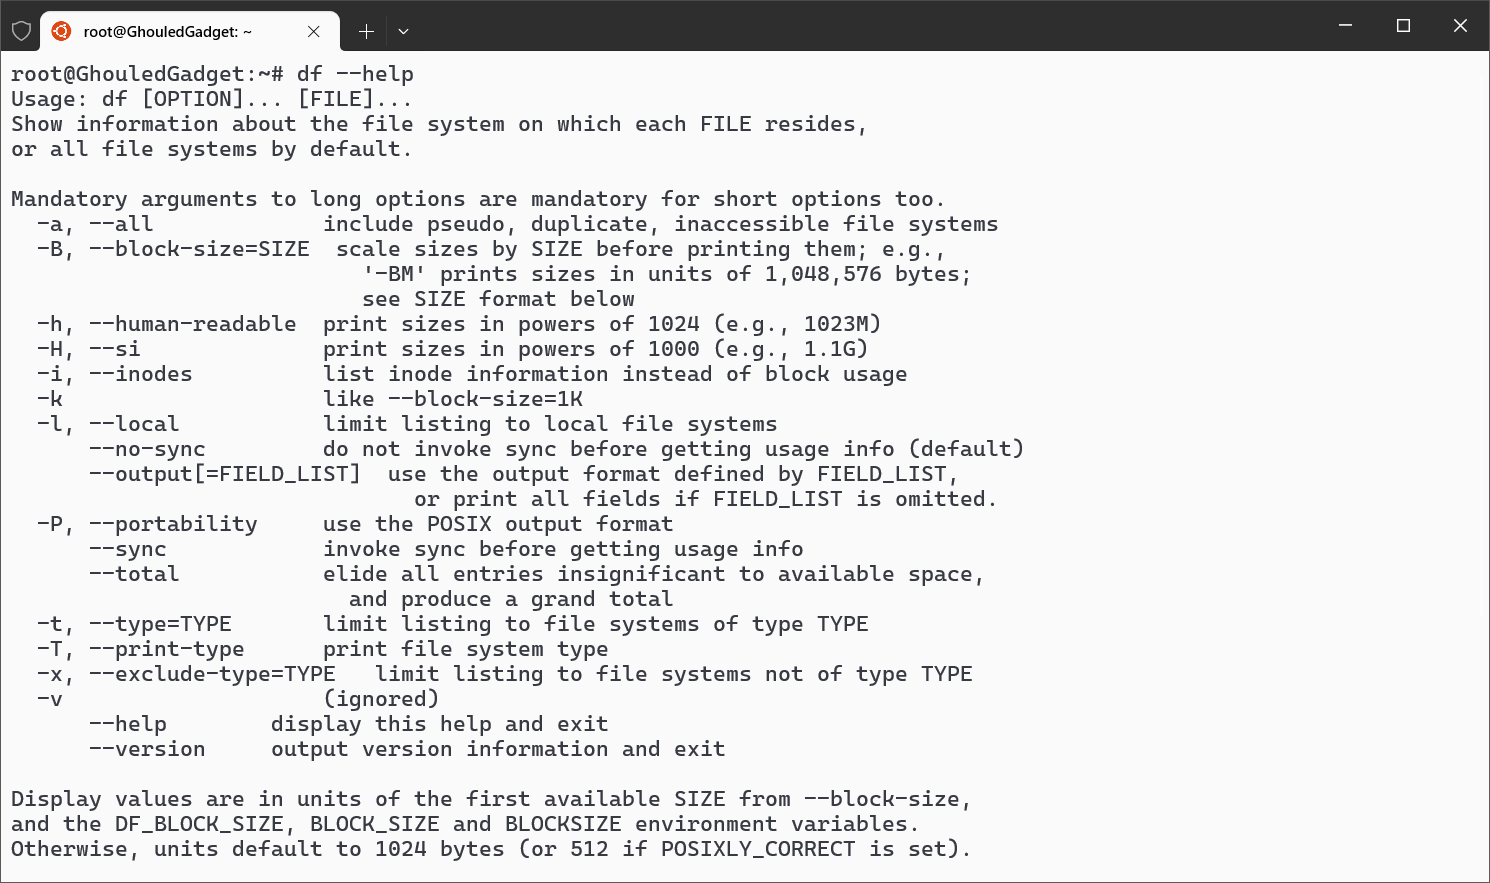 root@GhouledGadget: ~
root@GhouledGadget:~# df --help
Usage: df [OPTION]... [FILE]...
Show information about the file system on which each FILE resides,
or all file systems by default.

Mandatory arguments to long options are mandatory for short options too.
  -a, --all             include pseudo, duplicate, inaccessible file systems
  -B, --block-size=SIZE  scale sizes by SIZE before printing them; e.g.,
                           '-BM' prints sizes in units of 1,048,576 bytes;
                           see SIZE format below
  -h, --human-readable  print sizes in powers of 1024 (e.g., 1023M)
  -H, --si              print sizes in powers of 1000 (e.g., 1.1G)
  -i, --inodes          list inode information instead of block usage
  -k                    like --block-size=1K
  -l, --local           limit listing to local file systems
      --no-sync         do not invoke sync before getting usage info (default)
      --output[=FIELD_LIST]  use the output format defined by FIELD_LIST,
                               or print all fields if FIELD_LIST is omitted.
  -P, --portability     use the POSIX output format
      --sync            invoke sync before getting usage info
      --total           elide all entries insignificant to available space,
                          and produce a grand total
  -t, --type=TYPE       limit listing to file systems of type TYPE
  -T, --print-type      print file system type
  -x, --exclude-type=TYPE   limit listing to file systems not of type TYPE
  -v                    (ignored)
      --help        display this help and exit
      --version     output version information and exit

Display values are in units of the first available SIZE from --block-size,
and the DF_BLOCK_SIZE, BLOCK_SIZE and BLOCKSIZE environment variables.
Otherwise, units default to 1024 bytes (or 512 if POSIXLY_CORRECT is set).